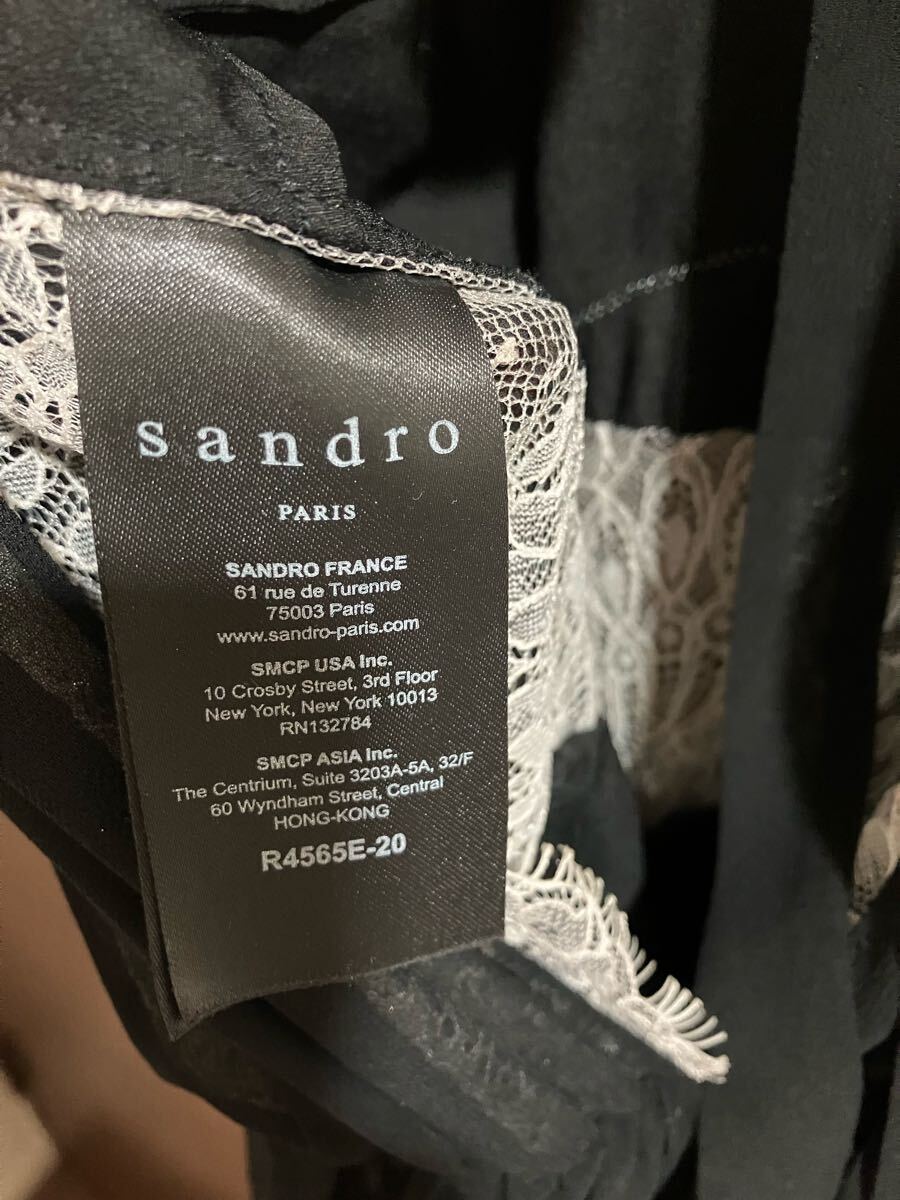 sandro
PARIS
SANDRO FRANCE
61 rue de Turenne
75003 Paris
www.sandro-paris.com
SMCP USA Inc.
10 Crosby Street, 3rd Floor
New York, New York 10013
RN132784
SMCP ASIA Inc.
The Centrium, Suite 3203A-5A, 32/F
60 Wyndham Street, Central
HONG-KONG
R4565E-20